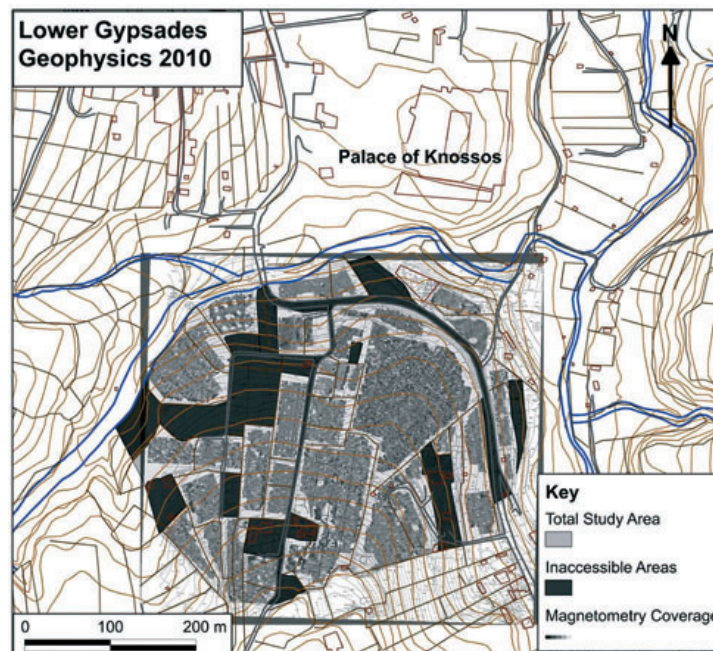 Lower Gypsades
Geophysics 2010
N
Palace of Knossos
Key
Total Study Area
Inaccessible Areas
Magnetometry Coverage
0 100 200 m